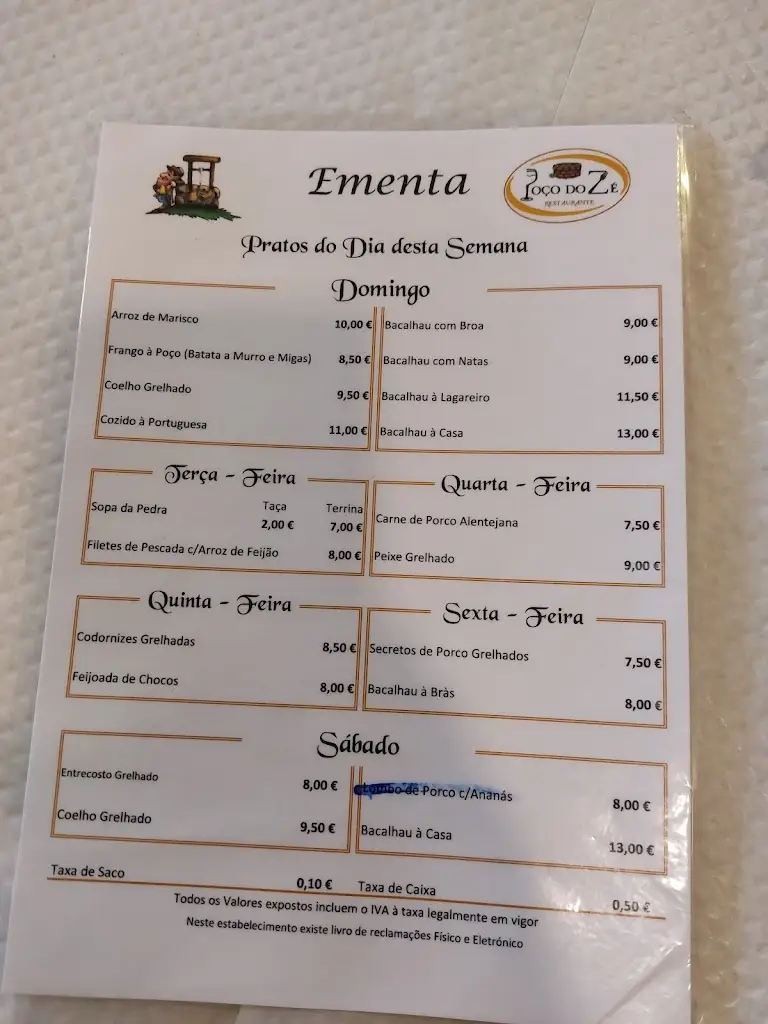 Ementa
Poço do Zé
RESTAURANTE
Pratos do Dia desta Semana
Domingo
Arroz de Marisco 10,00 €
Frango à Poço (Batata a Murro e Migas) 8,50 €
Coelho Grelhado 9,50 €
Cozido à Portuguesa 11,00 €
Bacalhau com Broa 9,00 €
Bacalhau com Natas 9,00 €
Bacalhau à Lagareiro 11,50 €
Bacalhau à Casa 13,00 €
Terça - Feira
Taça Terrina
Sopa da Pedra 2,00 € 7,00 €
Filetes de Pescada c/Arroz de Feijão 8,00 €
Quarta - Feira
Carne de Porco Alentejana 7,50 €
Peixe Grelhado 9,00 €
Quinta - Feira
Codornizes Grelhadas 8,50 €
Feijoada de Chocos 8,00 €
Sexta - Feira
Secretos de Porco Grelhados 7,50 €
Bacalhau à Bràs 8,00 €
Sábado
Entrecosto Grelhado 8,00 €
Coelho Grelhado 9,50 €
Lombo de Porco c/Ananás 8,00 €
Bacalhau à Casa 13,00 €
Taxa de Saco 0,10 € Taxa de Caixa 0,50 €
Todos os Valores expostos incluem o IVA à taxa legalmente em vigor
Neste estabelecimento existe livro de reclamações Físico e Eletrónico